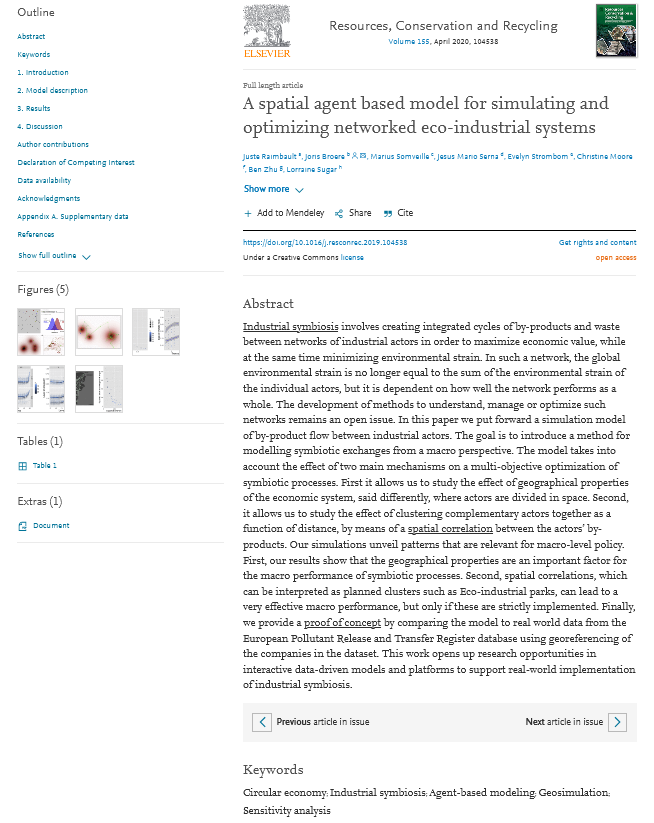 Outline
Abstract
Keywords
1. Introduction
2. Model description
3. Results
4. Discussion
Author contributions
Declaration of Competing Interest
Data availability
Acknowledgments
Appendix A. Supplementary data
References
Show full outline
Figures (5)
Tables (1)
Table 1
Extras (1)
Document
ELSEVIER
Resources, Conservation and Recycling
Volume 155, April 2020, 104538
Full length article
A spatial agent based model for simulating and
optimizing networked eco-industrial systems
Juste Raimbault a, Joris Broere b, Marius Somveille c, Jesus Mario Serna d, Evelyn Strombom e, Christine Moore
f, Ben Zhu g, Lorraine Sugar h
Show more
Add to Mendeley Share Cite
https://doi.org/10.1016/j.resconrec.2019.104538 Get rights and content
Under a Creative Commons license open access
Abstract
Industrial symbiosis involves creating integrated cycles of by-products and waste
between networks of industrial actors in order to maximize economic value, while
at the same time minimizing environmental strain. In such a network, the global
environmental strain is no longer equal to the sum of the environmental strain of
the individual actors, but it is dependent on how well the network performs as a
whole. The development of methods to understand, manage or optimize such
networks remains an open issue. In this paper we put forward a simulation model
of by-product flow between industrial actors. The goal is to introduce a method for
modelling symbiotic exchanges from a macro perspective. The model takes into
account the effect of two main mechanisms on a multi-objective optimization of
symbiotic processes. First it allows us to study the effect of geographical properties
of the economic system, said differently, where actors are divided in space. Second,
it allows us to study the effect of clustering complementary actors together as a
function of distance, by means of a spatial correlation between the actors' by-
products. Our simulations unveil patterns that are relevant for macro-level policy.
First, our results show that the geographical properties are an important factor for
the macro performance of symbiotic processes. Second, spatial correlations, which
can be interpreted as planned clusters such as Eco-industrial parks, can lead to a
very effective macro performance, but only if these are strictly implemented. Finally,
we provide a proof of concept by comparing the model to real world data from the
European Pollutant Release and Transfer Register database using georeferencing of
the companies in the dataset. This work opens up research opportunities in
interactive data-driven models and platforms to support real-world implementation
of industrial symbiosis.
Previous article in issue Next article in issue
Keywords
Circular economy; Industrial symbiosis; Agent-based modeling; Geosimulation;
Sensitivity analysis